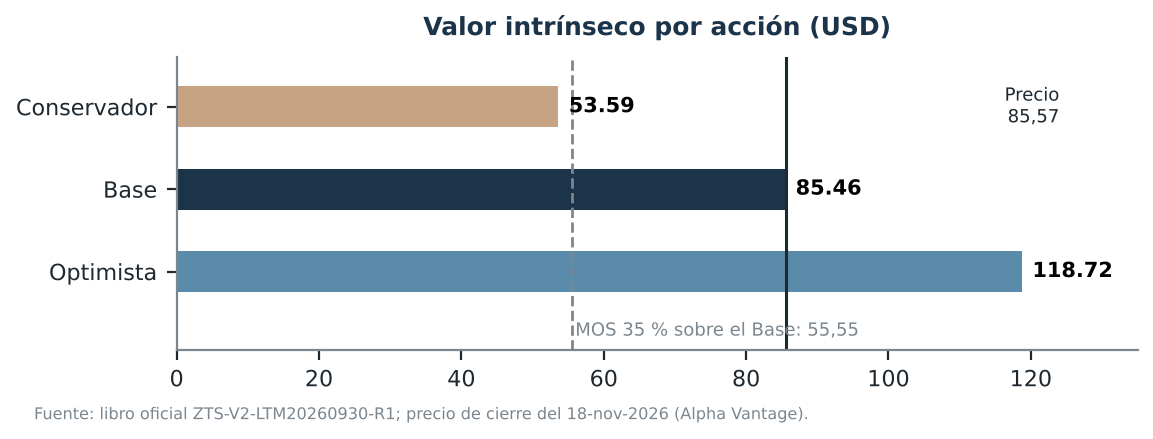 Valor intrínseco por acción (USD)
Conservador
53.59
Precio
85,57
Base
85.46
Optimista
118.72
MOS 35 % sobre el Base: 55,55
0 20 40 60 80 100 120
Fuente: libro oficial ZTS-V2-LTM20260930-R1; precio de cierre del 18-nov-2026 (Alpha Vantage).